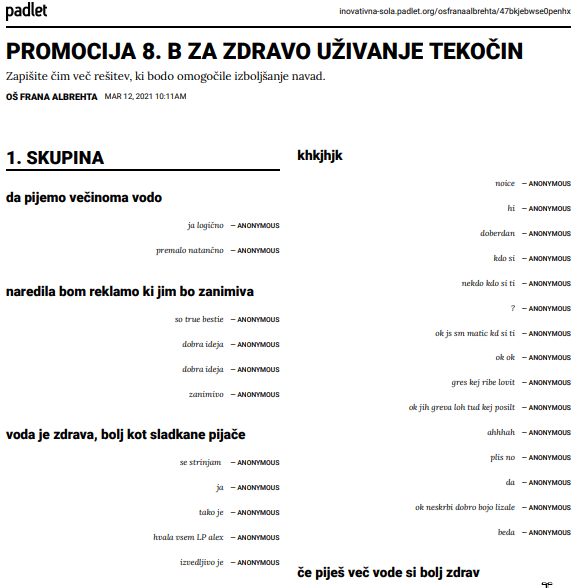 padlet
inovativna-sola.padlet.org/osfranaalbrehta/47bkjebwse0penhx
PROMOCIJA 8. B ZA ZDRAVO UŽIVANJE TEKOČIN
Zapišite čim več rešitev, ki bodo omogočile izboljšanje navad.
OŠ FRANA ALBREHTA MAR 12, 2021 10:11AM
1. SKUPINA
da pijemo večinoma vodo
ja logično — ANONYMOUS
premalo natančno — ANONYMOUS
naredila bom reklamo ki jim bo zanimiva
so true bestie — ANONYMOUS
dobra ideja — ANONYMOUS
dobra ideja — ANONYMOUS
zanimivo — ANONYMOUS
voda je zdrava, bolj kot sladkane pijače
se strinjam — ANONYMOUS
ja — ANONYMOUS
tako je — ANONYMOUS
hvala vsem LP alex — ANONYMOUS
izvedljivo je — ANONYMOUS
khkjhjk
noice — ANONYMOUS
hi — ANONYMOUS
doberdan — ANONYMOUS
kdo si — ANONYMOUS
nekdo kdo si ti — ANONYMOUS
? — ANONYMOUS
ok js sm matic kd si ti — ANONYMOUS
ok ok — ANONYMOUS
gres kej ribe lovit — ANONYMOUS
ok jih greva loh tud kej posilt — ANONYMOUS
ahhhah — ANONYMOUS
plis no — ANONYMOUS
da — ANONYMOUS
ok neskrbi dobro bojo lizale — ANONYMOUS
beda — ANONYMOUS
če piješ več vode si bolj zdrav